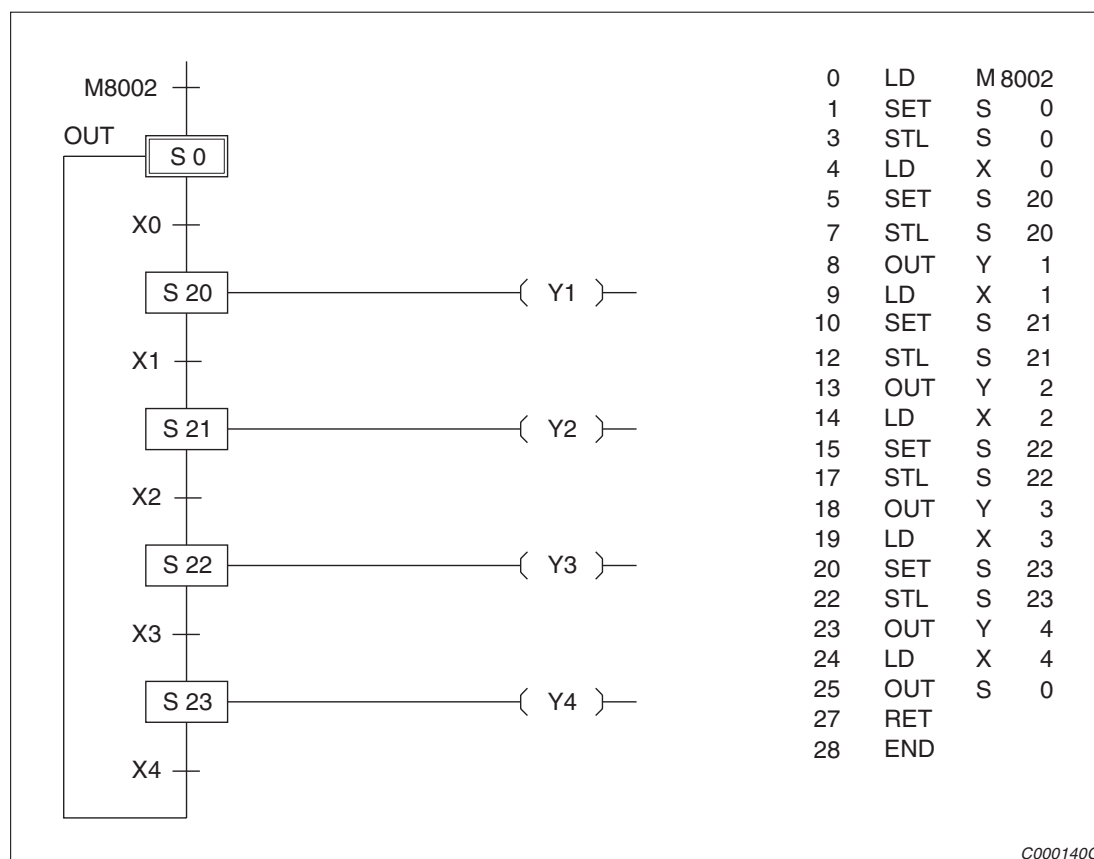 M8002
OUT
S 0
X0
S 20
Y1
X1
S 21
Y2
X2
S 22
Y3
X3
S 23
Y4
X4
0 LD M 8002
1 SET S 0
3 STL S 0
4 LD X 0
5 SET S 20
7 STL S 20
8 OUT Y 1
9 LD X 1
10 SET S 21
12 STL S 21
13 OUT Y 2
14 LD X 2
15 SET S 22
17 STL S 22
18 OUT Y 3
19 LD X 3
20 SET S 23
22 STL S 23
23 OUT Y 4
24 LD X 4
25 OUT S 0
27 RET
28 END
C000140C